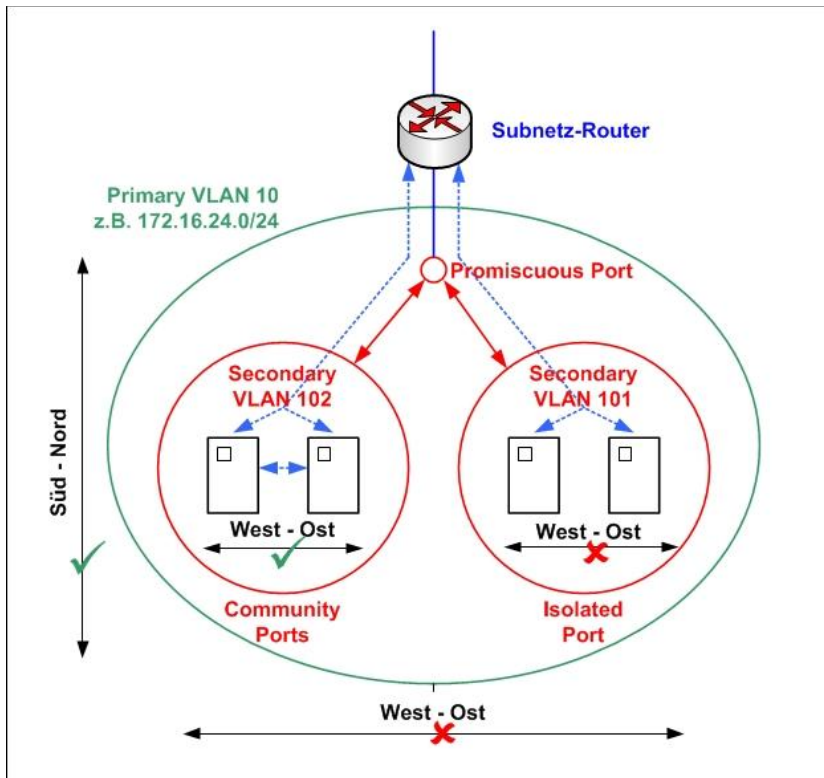 Subnetz-Router
Primary VLAN 10
z.B. 172.16.24.0/24
Promiscuous Port
Secondary
VLAN 102
Secondary
VLAN 101
Süd - Nord
West - Ost
West - Ost
Community
Ports
Isolated
Port
West - Ost